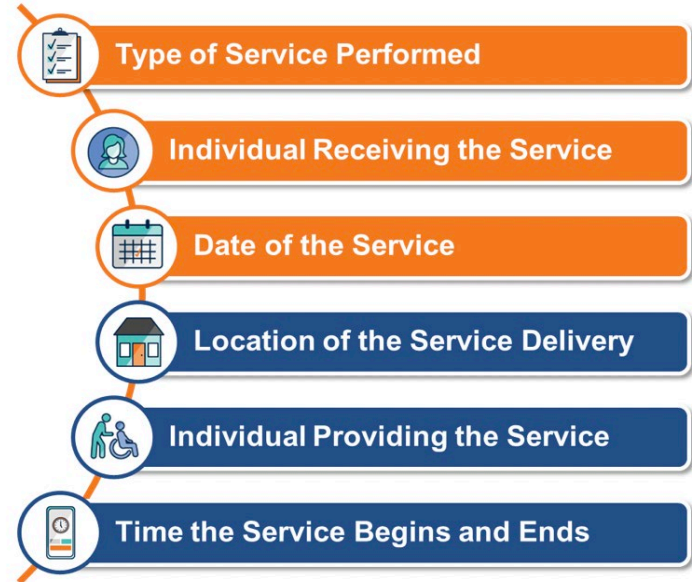 Type of Service Performed
Individual Receiving the Service
Date of the Service
Location of the Service Delivery
Individual Providing the Service
Time the Service Begins and Ends